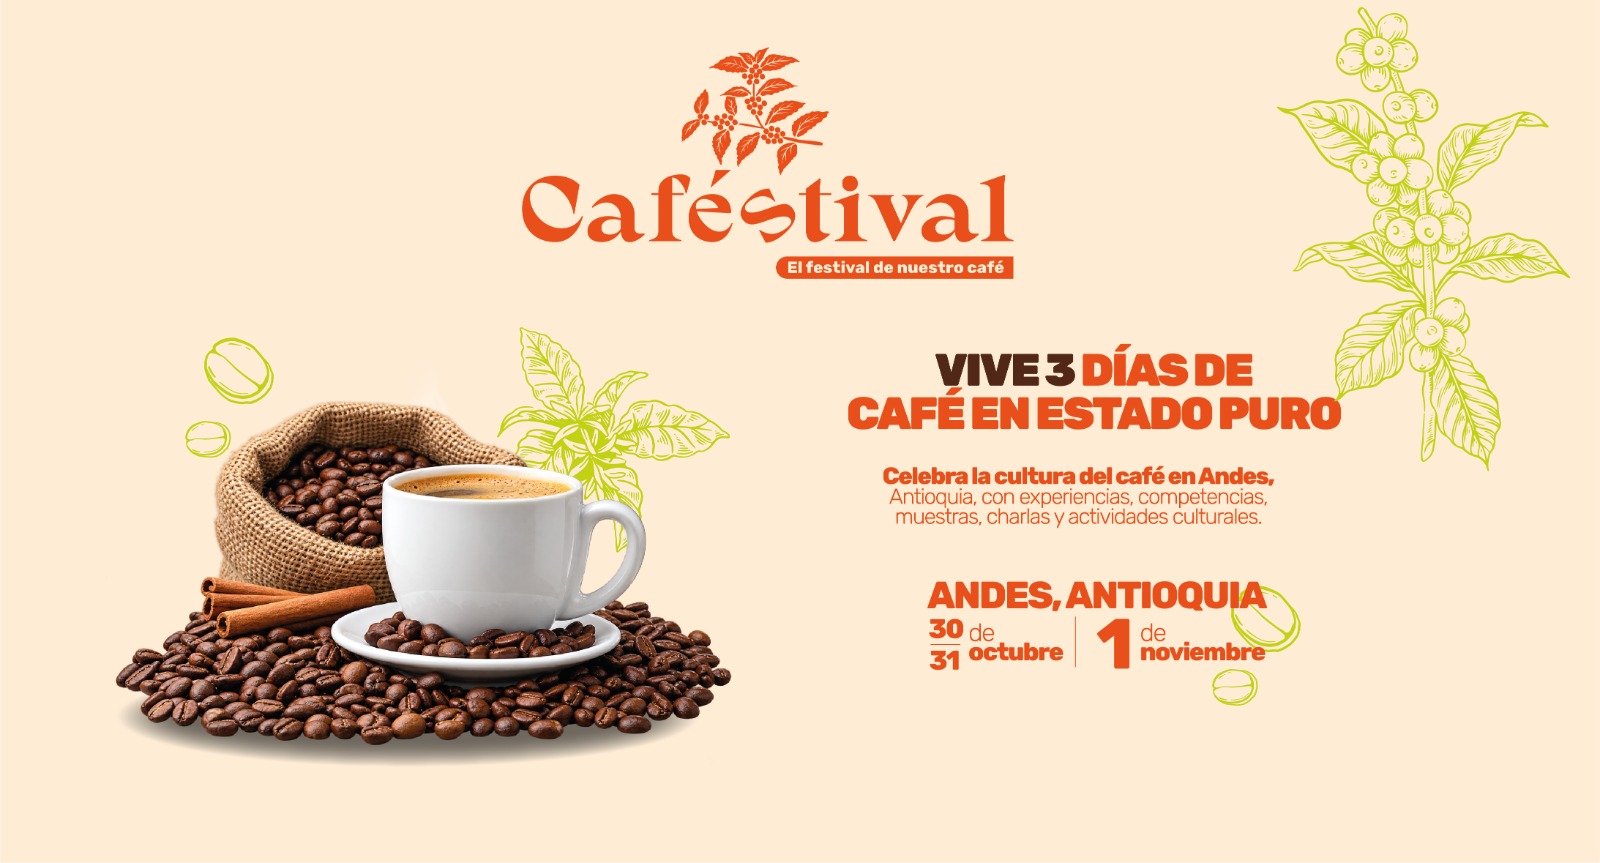 Caféstival
El festival de nuestro café
VIVE 3 DÍAS DE
CAFÉ EN ESTADO PURO
Celebra la cultura del café en Andes,
Antioquia, con experiencias, competencias,
muestras, charlas y actividades culturales.
ANDES, ANTIOQUIA
30
31
de
octubre
1
de
noviembre